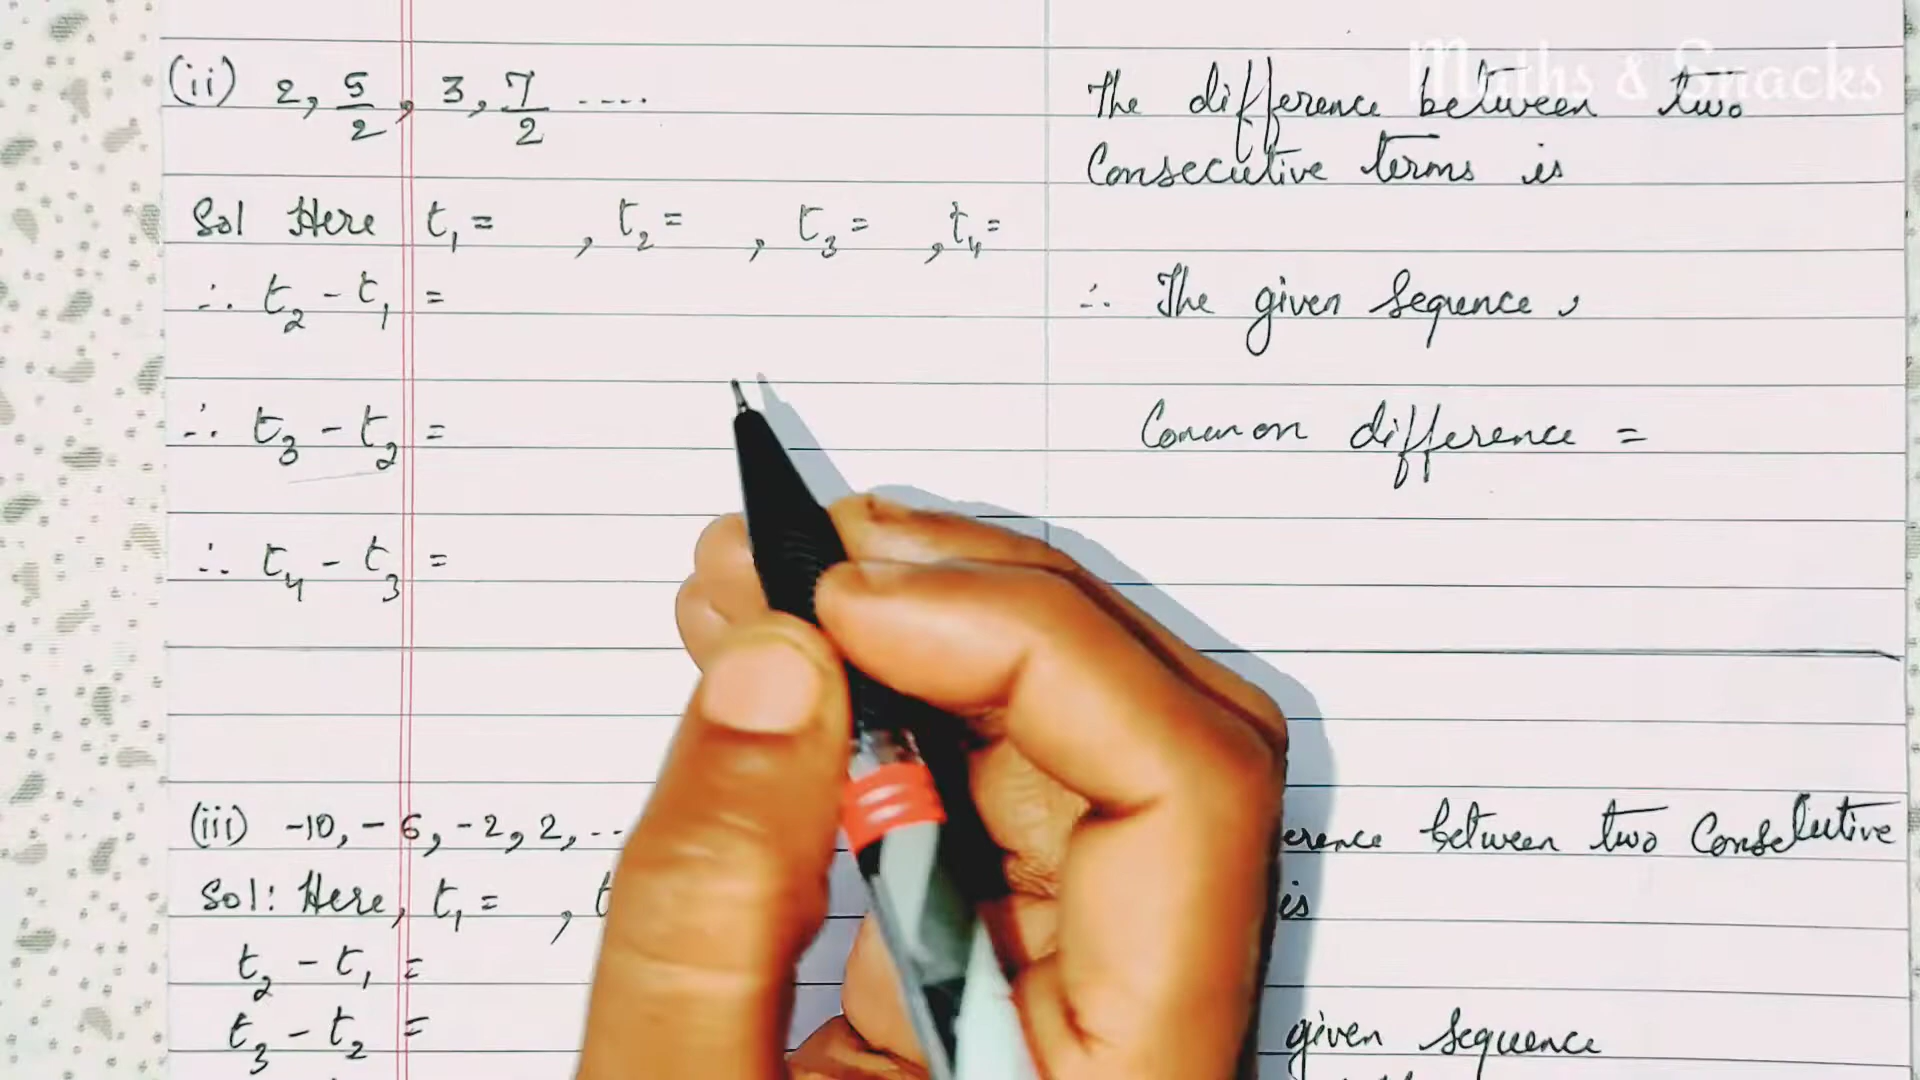 Maths & Snacks
(ii) 2, 5/2, 3, 7/2 ....
Sol Here t₁ = , t₂ = , t₃ = , t₄ =
∴ t₂ - t₁ =
∴ t₃ - t₂ =
∴ t₄ - t₃ =
The difference between two
Consecutive terms is
∴ The given sequence
Common difference =
(iii) -10, -6, -2, 2, ..
Sol: Here, t₁ = , t
t₂ - t₁ =
t₃ - t₂ =
erence between two Consecutive
is
given sequence